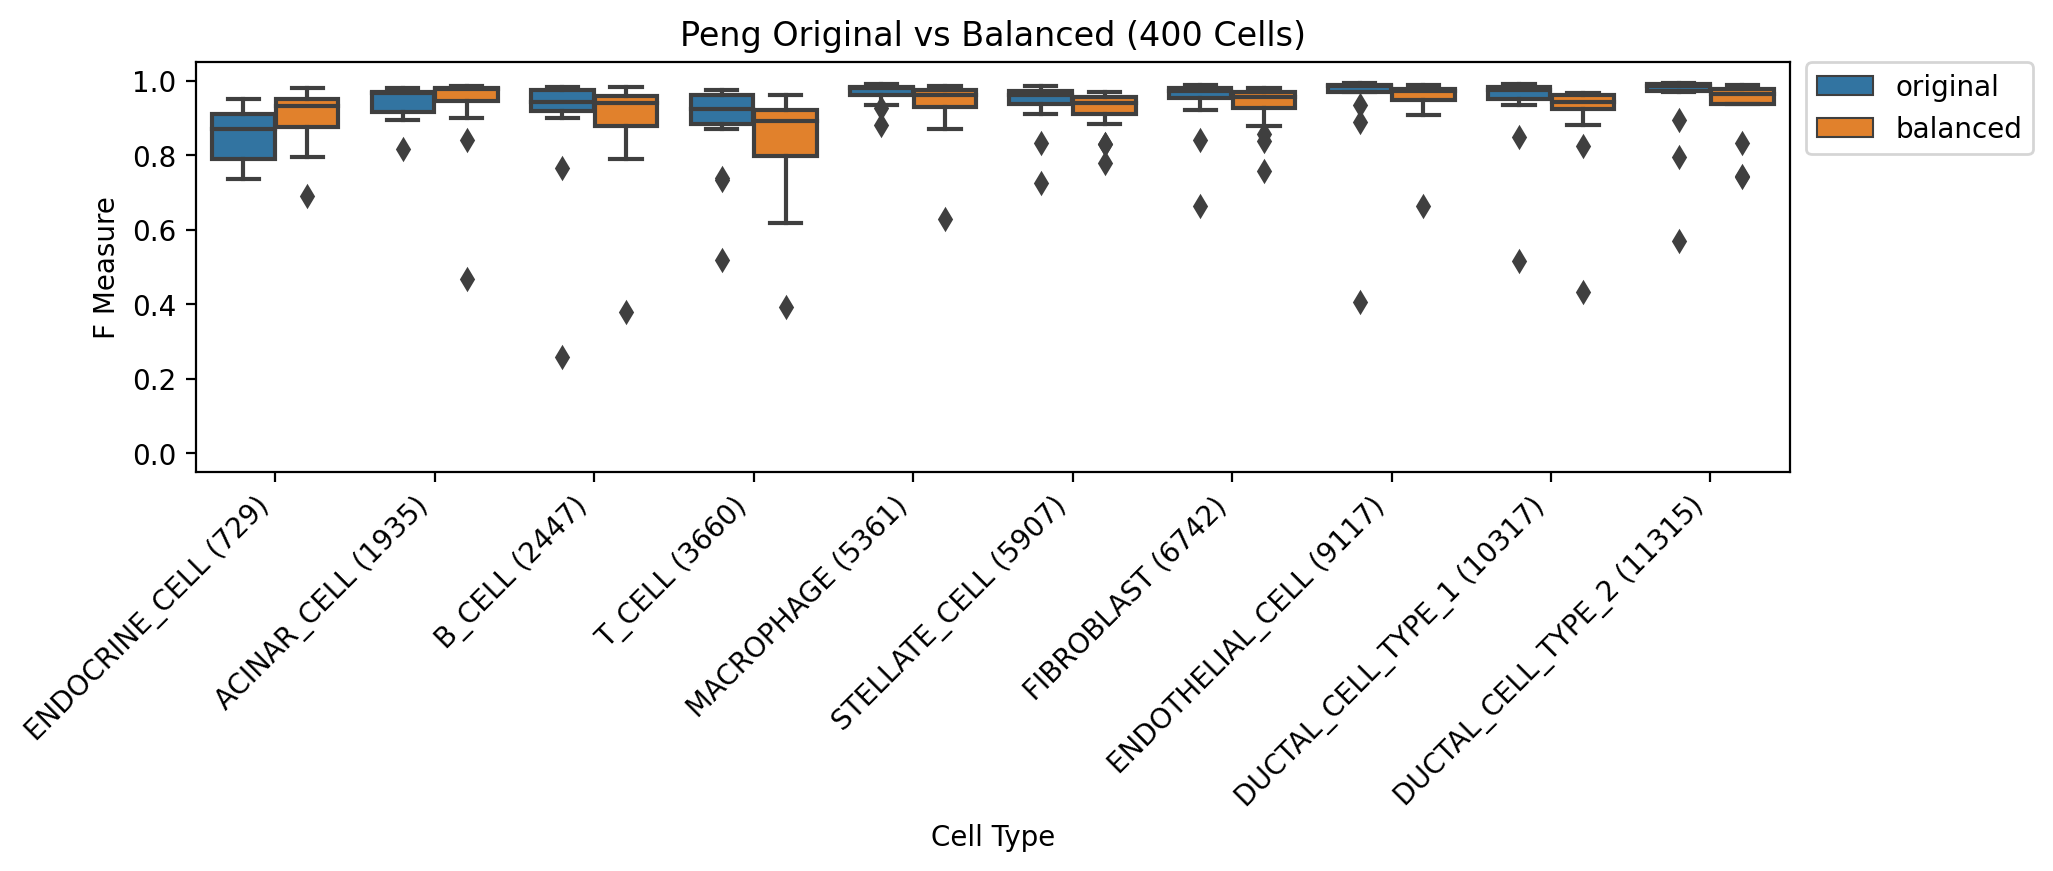 Peng Original vs Balanced (400 Cells)
original
balanced
F Measure
1.0
0.8
0.6
0.4
0.2
0.0
ENDOCRINE_CELL (729)
ACINAR_CELL (1935)
B_CELL (2447)
T_CELL (3660)
MACROPHAGE (5361)
STELLATE_CELL (5907)
FIBROBLAST (6742)
ENDOTHELIAL_CELL (9117)
DUCTAL_CELL_TYPE_1 (10317)
DUCTAL_CELL_TYPE_2 (11315)
Cell Type